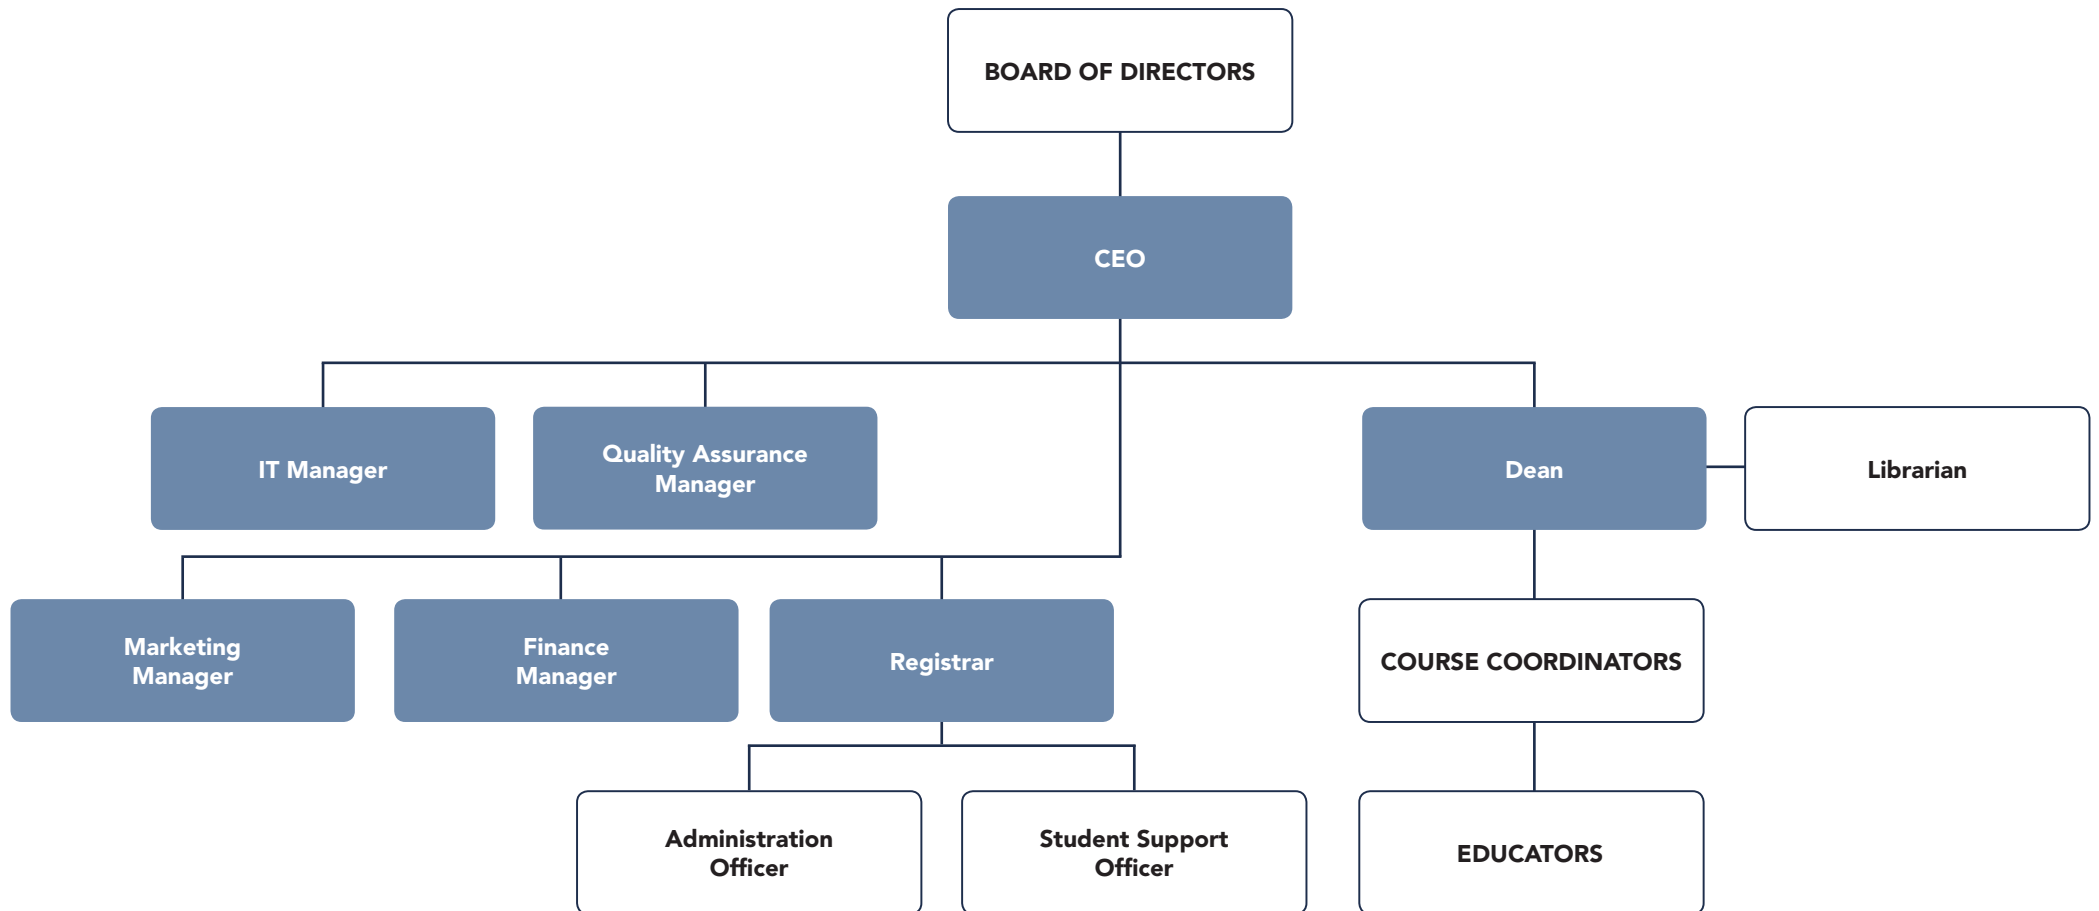 BOARD OF DIRECTORS
CEO
IT Manager
Quality Assurance
Manager
Dean
Librarian
Marketing
Manager
Finance
Manager
Registrar
COURSE COORDINATORS
Administration
Officer
Student Support
Officer
EDUCATORS